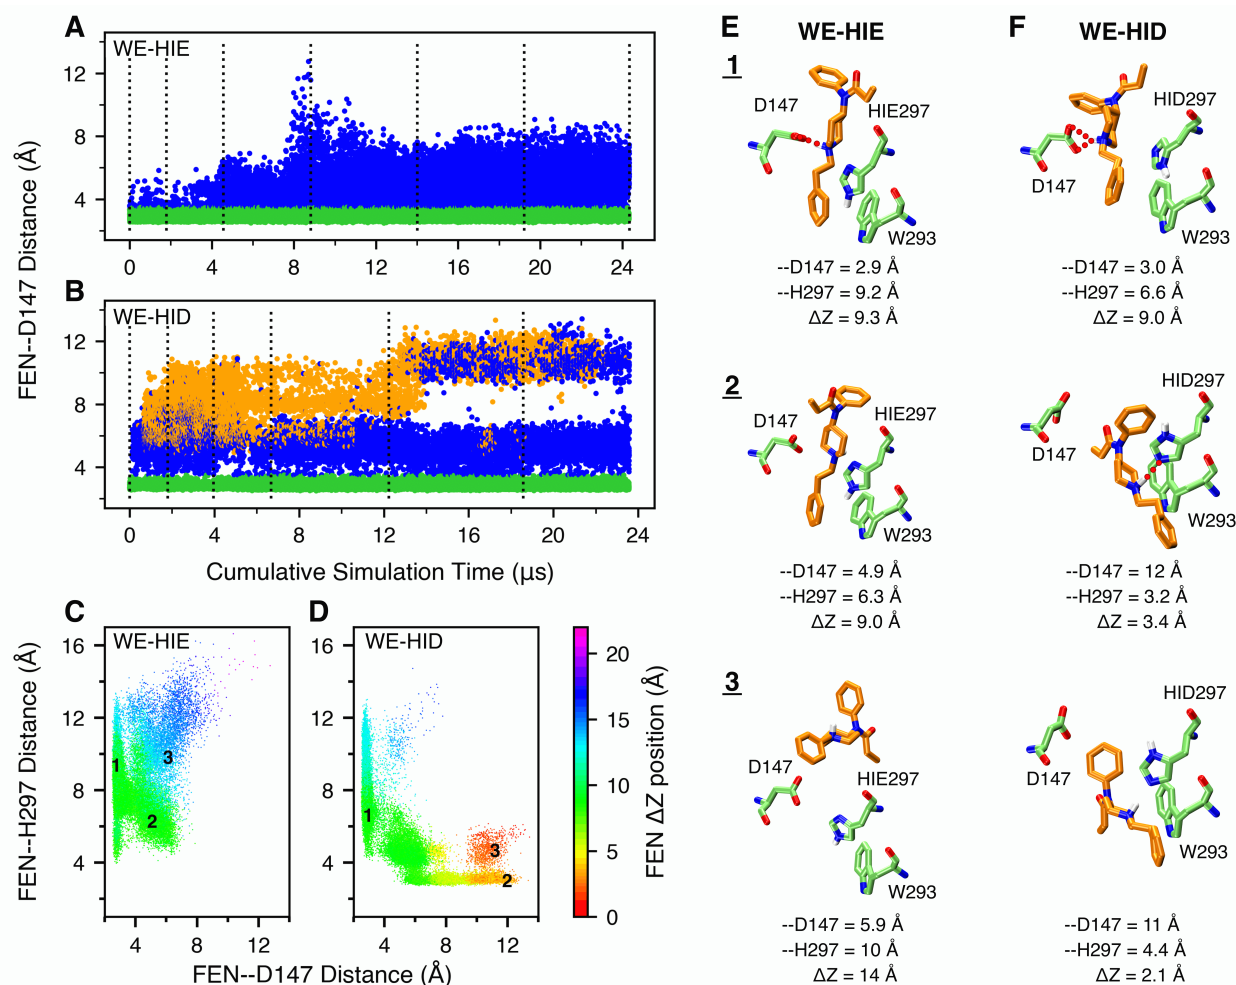 A
WE-HIE
12
8
4
0
4
8
12
16
20
24
B
WE-HID
12
8
4
0
4
8
12
16
20
24
FEN--D147 Distance (Å)
Cumulative Simulation Time (μs)
C
WE-HIE
16
12
8
4
4
8
12
1
2
3
FEN--H297 Distance (Å)
D
WE-HID
16
12
8
4
4
8
12
1
3
2
FEN--D147 Distance (Å)
20
15
10
5
0
FEN ΔZ position (Å)
E
WE-HIE
F
WE-HID
1
D147
HIE297
W293
--D147 = 2.9 Å
--H297 = 9.2 Å
ΔZ = 9.3 Å
HID297
D147
W293
--D147 = 3.0 Å
--H297 = 6.6 Å
ΔZ = 9.0 Å
2
D147
HIE297
W293
--D147 = 4.9 Å
--H297 = 6.3 Å
ΔZ = 9.0 Å
HID297
D147
W293
--D147 = 12 Å
--H297 = 3.2 Å
ΔZ = 3.4 Å
3
D147
HIE297
W293
--D147 = 5.9 Å
--H297 = 10 Å
ΔZ = 14 Å
HID297
D147
W293
--D147 = 11 Å
--H297 = 4.4 Å
ΔZ = 2.1 Å